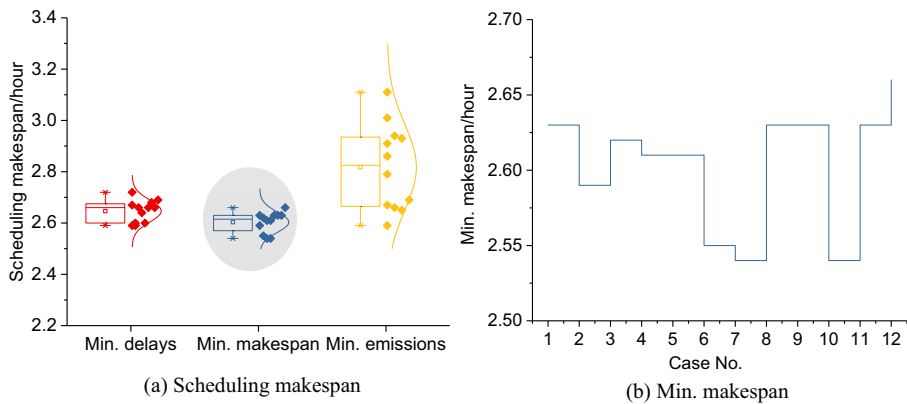 3.4
3.2
3.0
2.8
2.6
2.4
2.2
Scheduling makespan/hour
Min. delays Min. makespan Min. emissions
(a) Scheduling makespan
2.70
2.65
2.60
2.55
2.50
Min. makespan/hour
1 2 3 4 5 6 7 8 9 10 11 12
Case No.
(b) Min. makespan